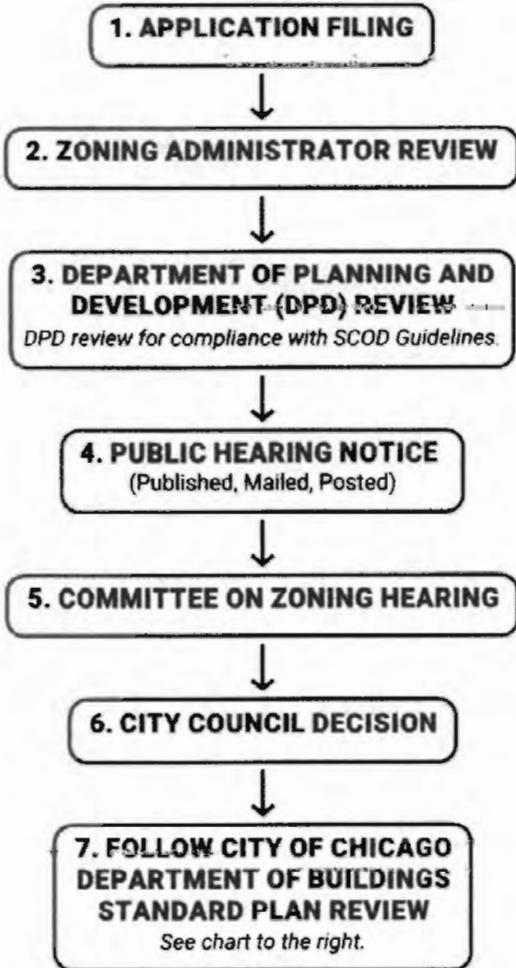 1. APPLICATION FILING
2. ZONING ADMINISTRATOR REVIEW
3. DEPARTMENT OF PLANNING AND
DEVELOPMENT (DPD) REVIEW
DPD review for compliance with SCOD Guidelines.
4. PUBLIC HEARING NOTICE
(Published, Mailed, Posted)
5. COMMITTEE ON ZONING HEARING
6. CITY COUNCIL DECISION
7. FOLLOW CITY OF CHICAGO
DEPARTMENT OF BUILDINGS
STANDARD PLAN REVIEW
See chart to the right.